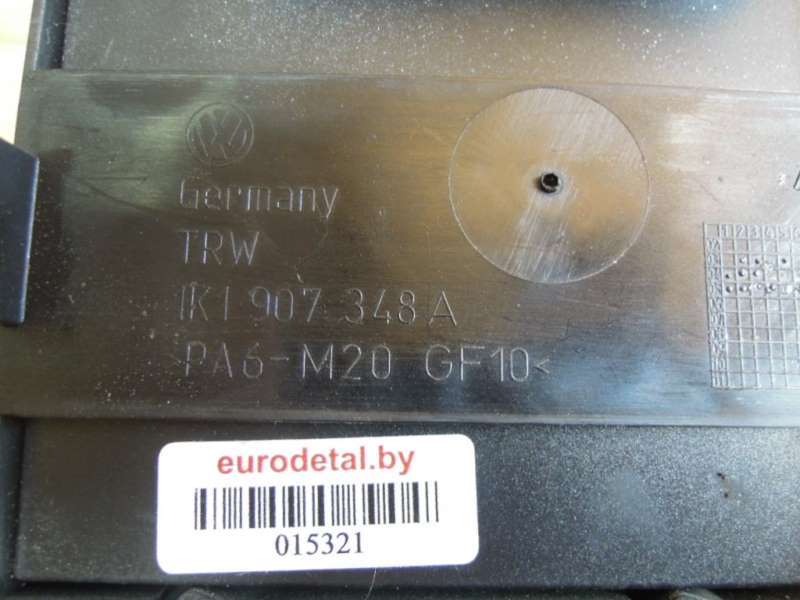 Germany
TRW
1K1 907 348 A
>PA6-M20 GF10<
eurodetal.by
015321